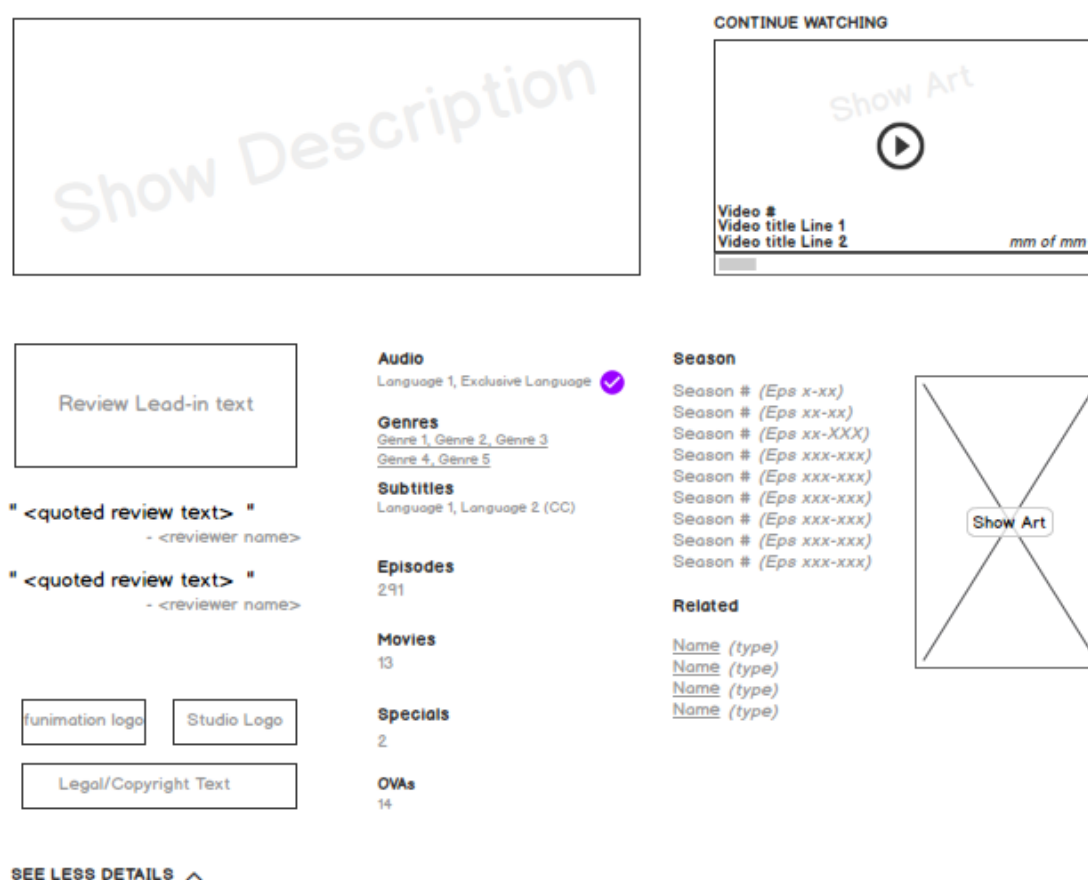 Show Description
CONTINUE WATCHING
Show Art
Video #
Video title Line 1
Video title Line 2
mm of mm
Review Lead-in text
" <quoted review text> "
- <reviewer name>
" <quoted review text> "
- <reviewer name>
funimation logo
Studio Logo
Legal/Copyright Text
Audio
Language 1, Exclusive Language
Genres
Genre 1, Genre 2, Genre 3
Genre 4, Genre 5
Subtitles
Language 1, Language 2 (CC)
Episodes
291
Movies
13
Specials
2
OVAs
14
Season
Season # (Eps x-xx)
Season # (Eps xx-xx)
Season # (Eps xx-XXX)
Season # (Eps xxx-xxx)
Season # (Eps xxx-xxx)
Season # (Eps xxx-xxx)
Season # (Eps xxx-xxx)
Season # (Eps xxx-xxx)
Season # (Eps xxx-xxx)
Related
Name (type)
Name (type)
Name (type)
Name (type)
Show Art
SEE LESS DETAILS